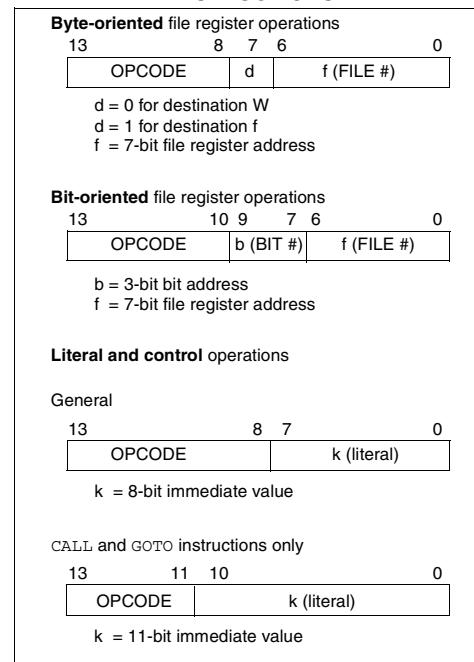 Byte-oriented file register operations
13 8 7 6 0
OPCODE d f (FILE #)
d = 0 for destination W
d = 1 for destination f
f = 7-bit file register address
Bit-oriented file register operations
13 10 9 7 6 0
OPCODE b (BIT #) f (FILE #)
b = 3-bit bit address
f = 7-bit file register address
Literal and control operations
General
13 8 7 0
OPCODE k (literal)
k = 8-bit immediate value
CALL and GOTO instructions only
13 11 10 0
OPCODE k (literal)
k = 11-bit immediate value